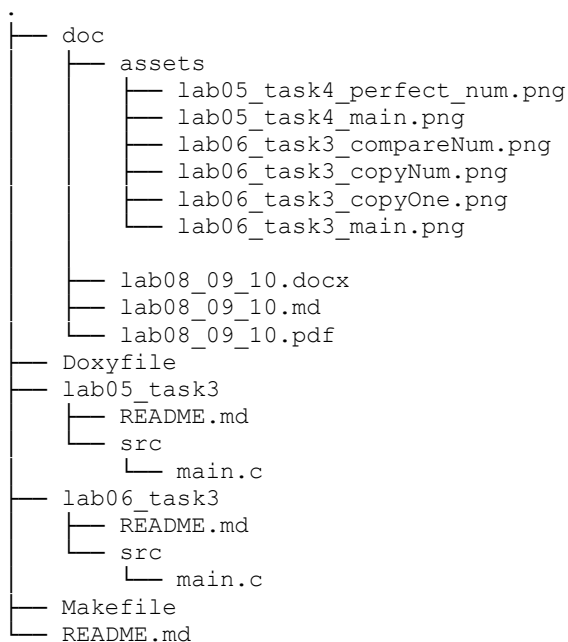 .
├── doc
│   ├── assets
│   │   ├── lab05_task4_perfect_num.png
│   │   ├── lab05_task4_main.png
│   │   ├── lab06_task3_compareNum.png
│   │   ├── lab06_task3_copyNum.png
│   │   ├── lab06_task3_copyOne.png
│   │   └── lab06_task3_main.png
│   │
│   ├── lab08_09_10.docx
│   ├── lab08_09_10.md
│   └── lab08_09_10.pdf
├── Doxyfile
├── lab05_task3
│   ├── README.md
│   └── src
│       └── main.c
├── lab06_task3
│   ├── README.md
│   └── src
│       └── main.c
├── Makefile
└── README.md